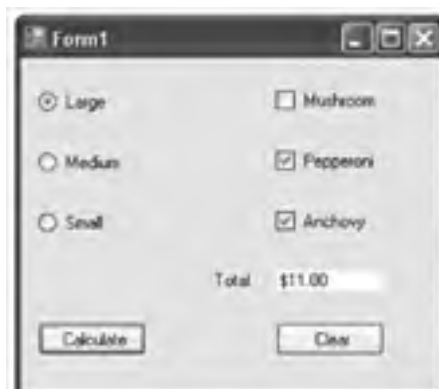 Form1
Large Mushroom
Medium Pepperoni
Small Anchovy
Total $11.00
Calculate Clear